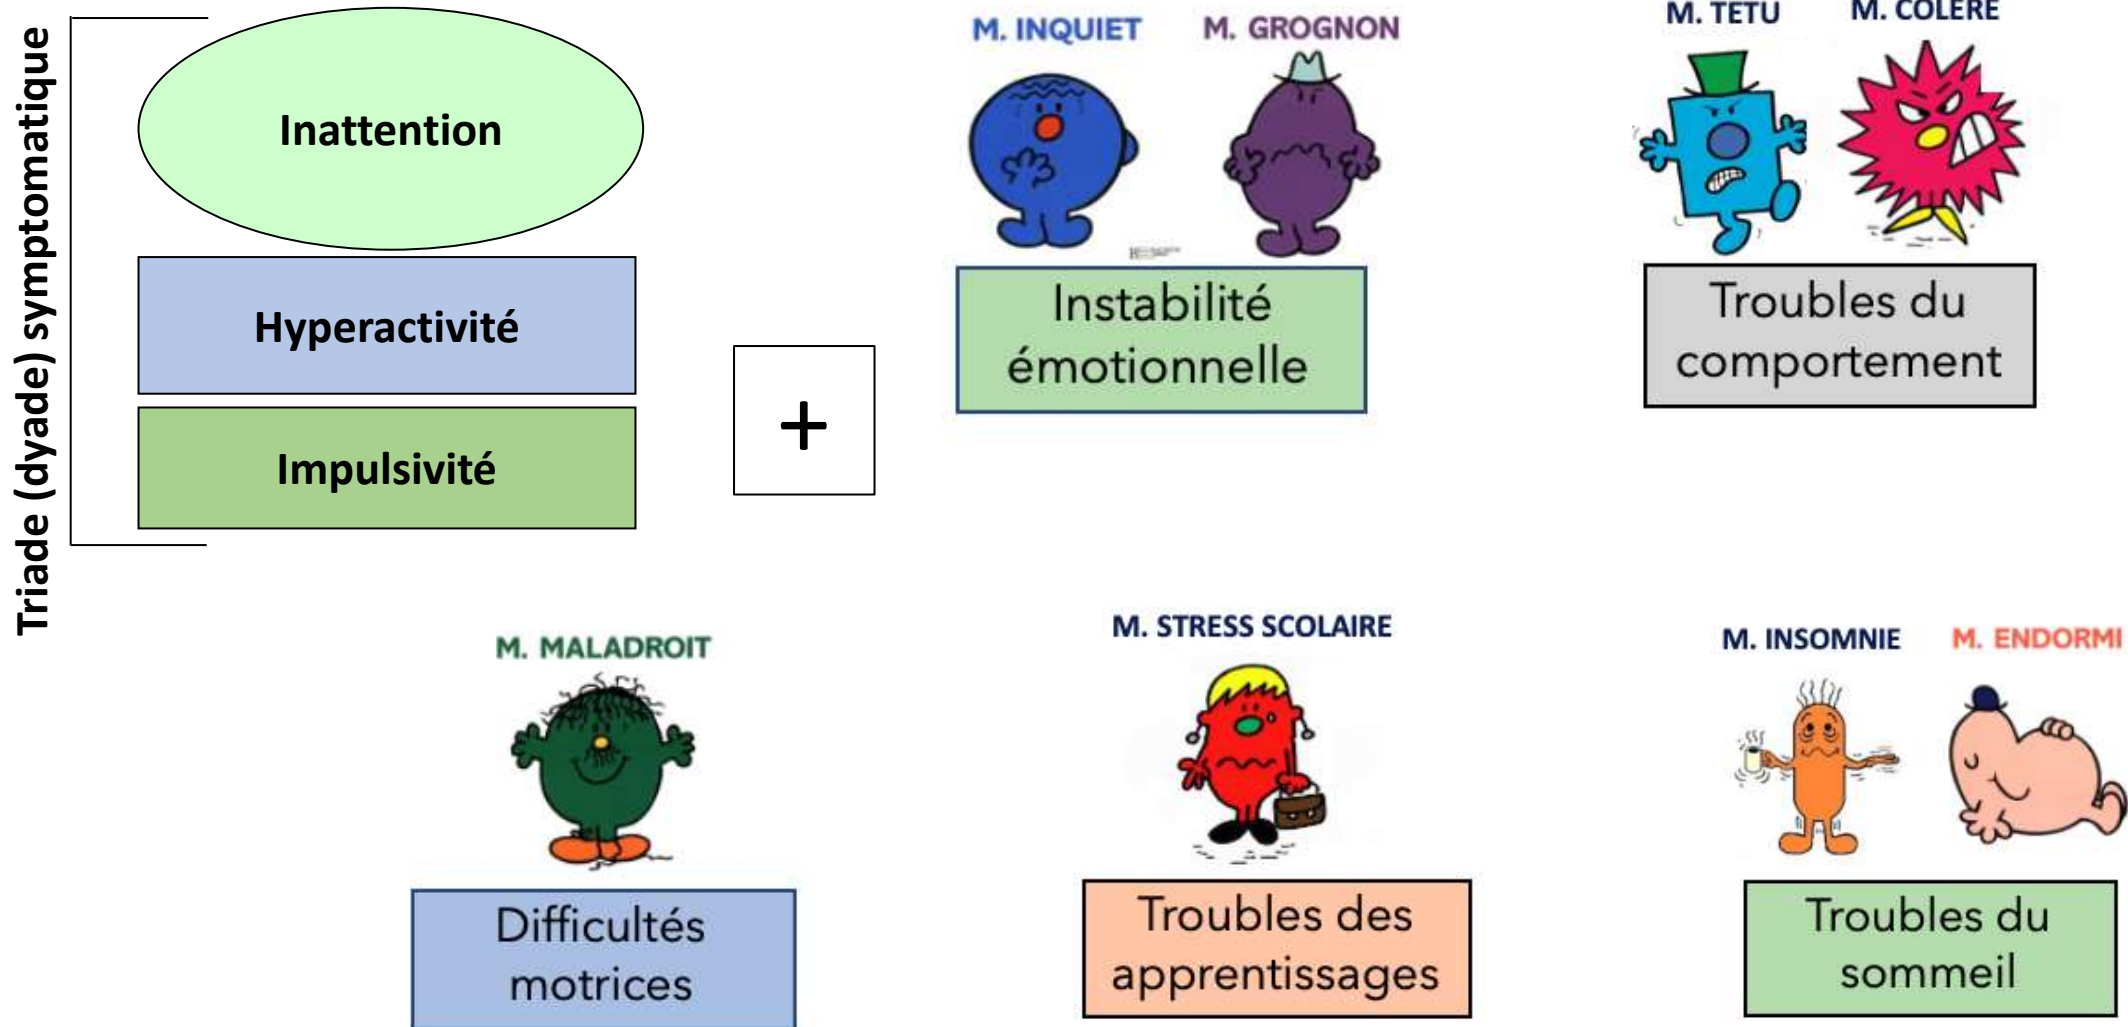 Triade (dyade) symptomatique
Inattention
Hyperactivité
Impulsivité
+
M. INQUIET
M. GROGNON
Instabilité
émotionnelle
M. TETU
M. COLERE
Troubles du
comportement
M. MALADROIT
Difficultés
motrices
M. STRESS SCOLAIRE
Troubles des
apprentissages
M. INSOMNIE
M. ENDORMI
Troubles du
sommeil